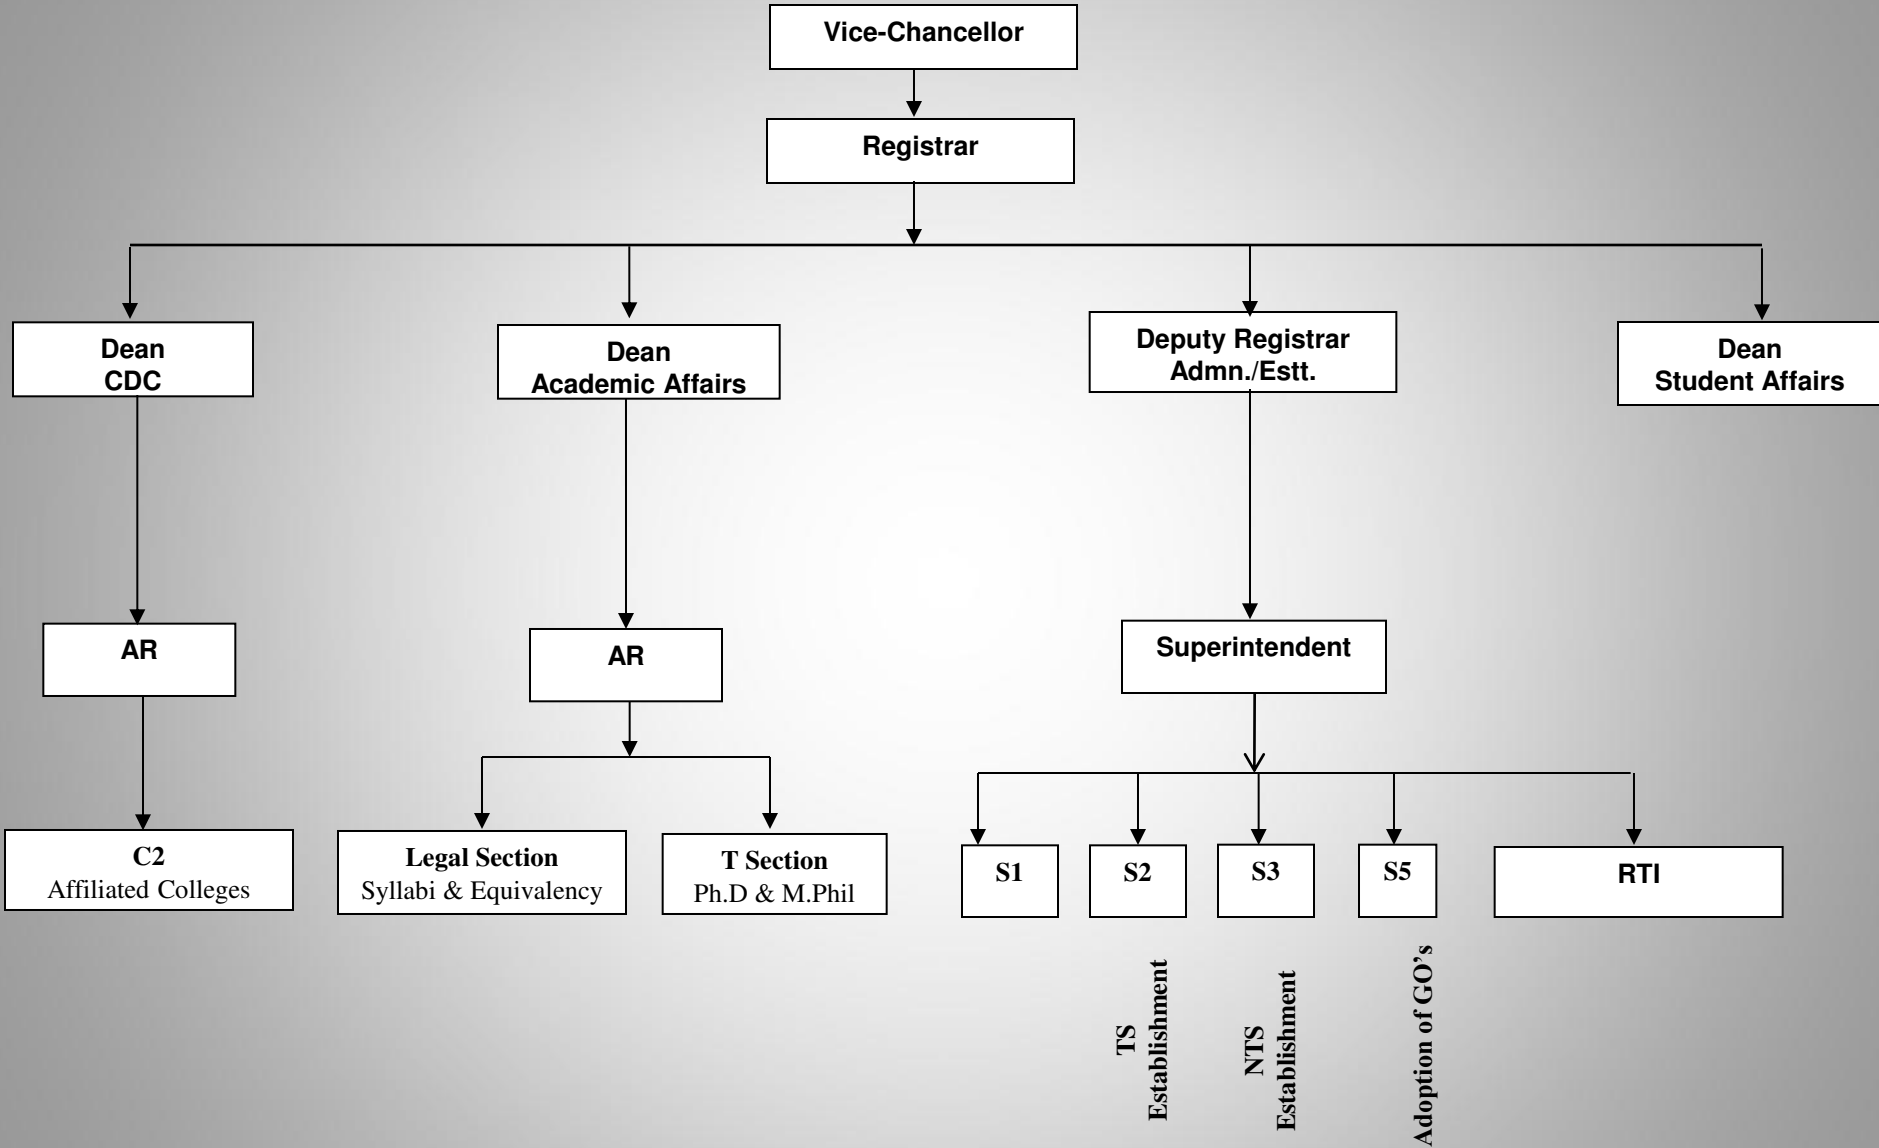 Vice-Chancellor
Registrar
Dean
CDC
Dean
Academic Affairs
Deputy Registrar
Admn./Estt.
Dean
Student Affairs
AR
AR
Superintendent
C2
Affiliated Colleges
Legal Section
Syllabi & Equivalency
T Section
Ph.D & M.Phil
S1
S2
S3
S5
RTI
TS
Establishment
NTS
Establishment
Adoption of GO’s